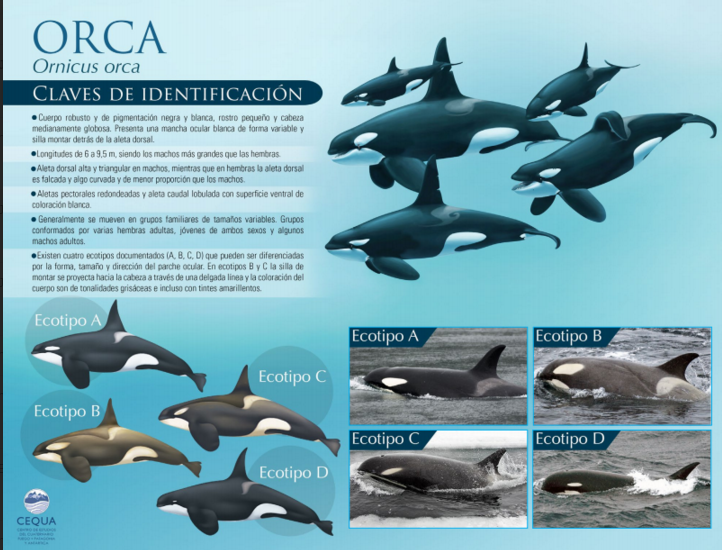 ORCA
Ornicus orca
CLAVES DE IDENTIFICACIÓN
●Cuerpo robusto y de pigmentación negra y blanca, rostro pequeño y cabeza
medianamente globosa. Presenta una mancha ocular blanca de forma variable y
silla montar detrás de la aleta dorsal.
●Longitudes de 6 a 9,5 m, siendo los machos más grandes que las hembras.
●Aleta dorsal alta y triangular en machos, mientras que en hembras la aleta dorsal
es falcada y algo curvada y de menor proporción que los machos.
●Aletas pectorales redondeadas y aleta caudal lobulada con superficie ventral de
coloración blanca.
● Generalmente se mueven en grupos familiares de tamaños variables. Grupos
conformados por varias hembras adultas, jóvenes de ambos sexos y algunos
machos adultos.
●Existen cuatro ecotipos documentados (A, B, C, D) que pueden ser diferenciadas
por la forma, tamaño y dirección del parche ocular. En ecotipos B y C la silla de
montar se proyecta hacia la cabeza a través de una delgada línea y la coloración del
cuerpo son de tonalidades grisáceas e incluso con tintes amarillentos.
Ecotipo A
Ecotipo C
Ecotipo B
Ecotipo D
Ecotipo A
Ecotipo B
Ecotipo C
Ecotipo D
CEQUA